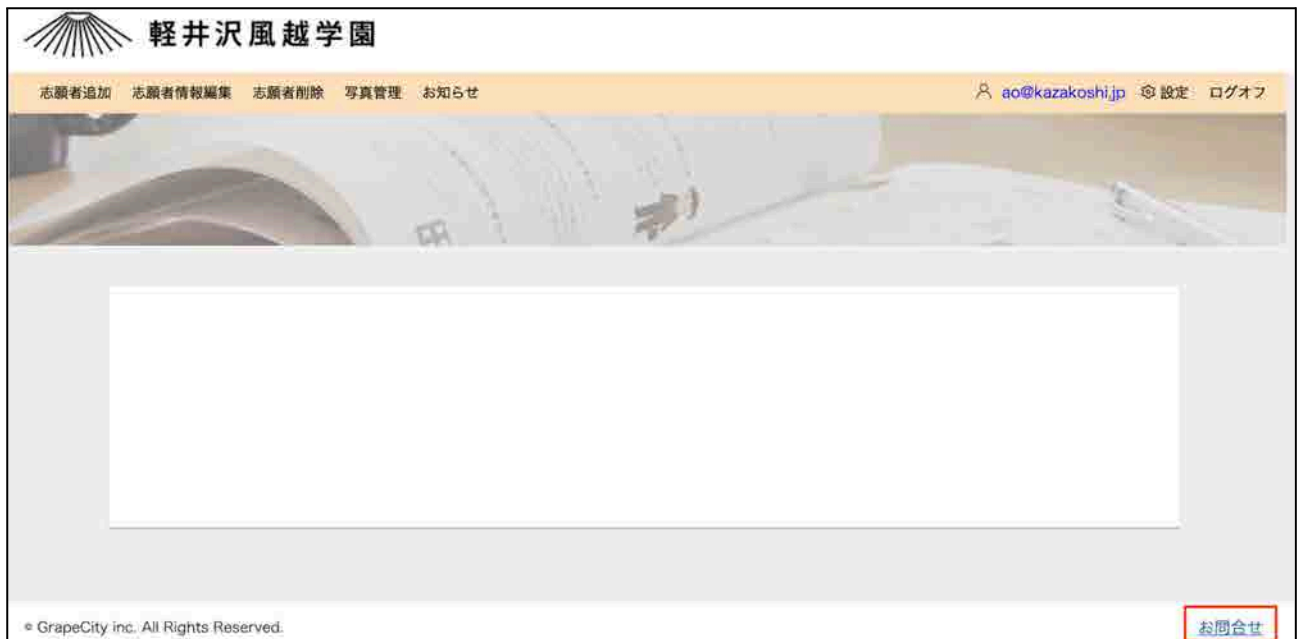 軽井沢風越学園
志願者追加 志願者情報編集 志願者削除 写真管理 お知らせ ao@kazakoshi.jp 設定 ログオフ
© GrapeCity inc. All Rights Reserved. お問合せ